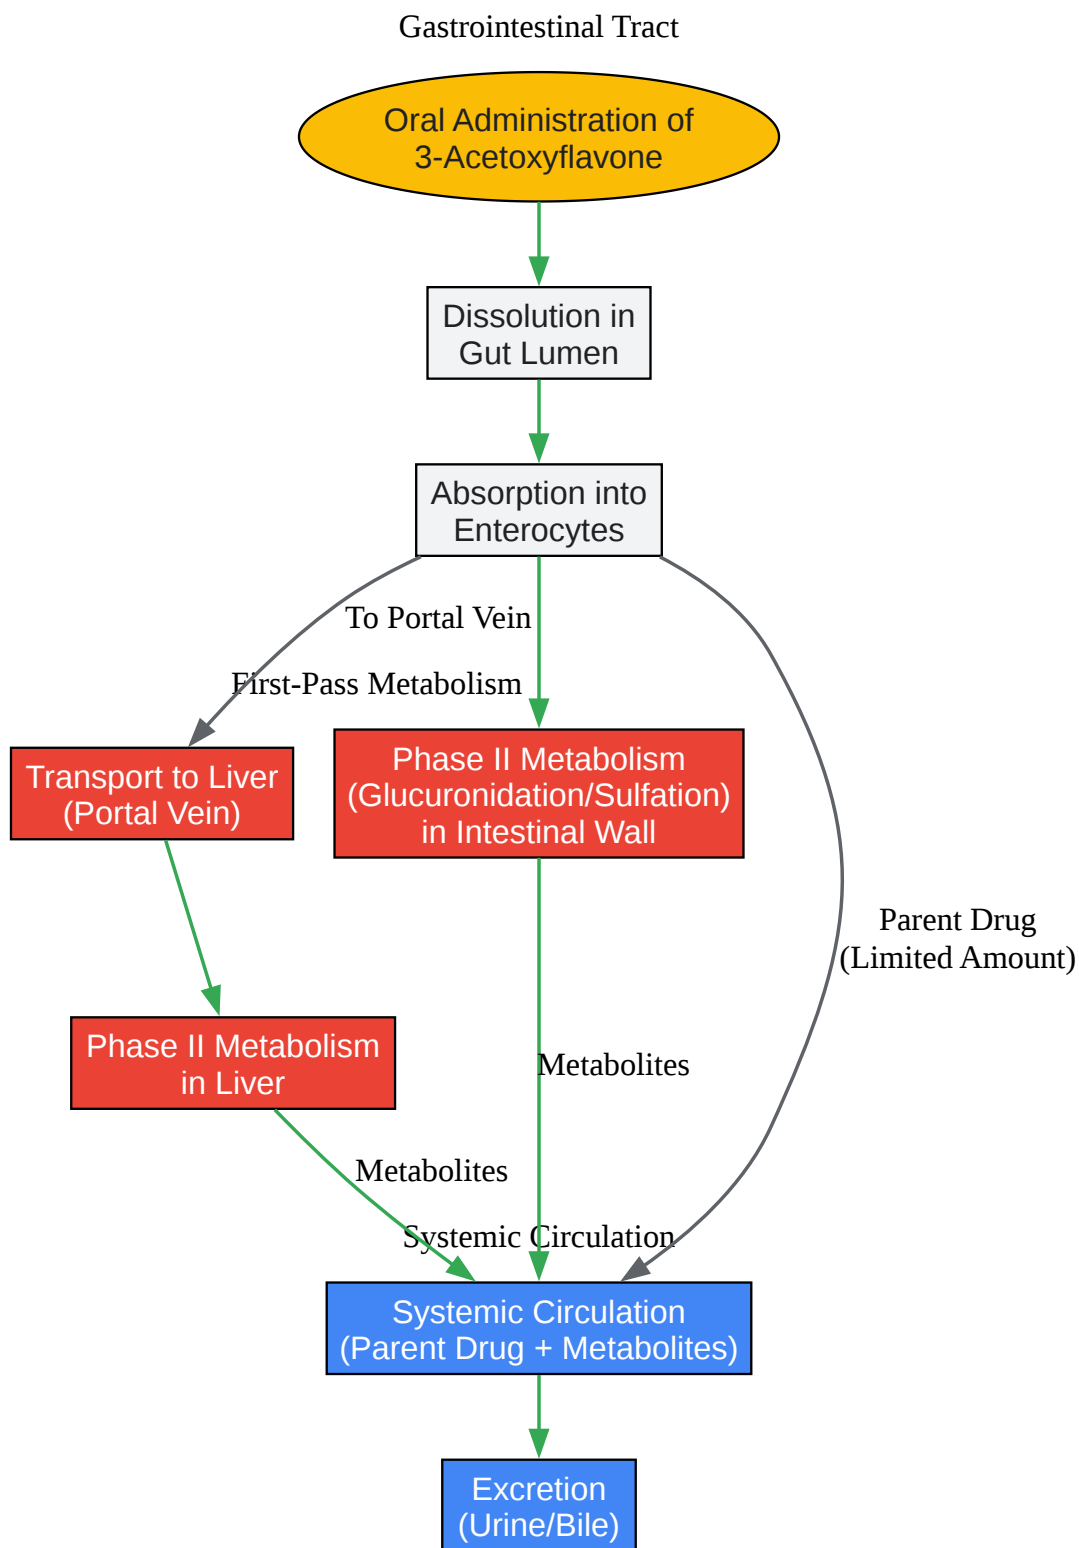 Gastrointestinal Tract
Oral Administration of
3-Acetoxyflavone
Dissolution in
Gut Lumen
Absorption into
Enterocytes
To Portal Vein
First-Pass Metabolism
Transport to Liver
(Portal Vein)
Phase II Metabolism
(Glucuronidation/Sulfation)
in Intestinal Wall
Parent Drug
(Limited Amount)
Phase II Metabolism
in Liver
Metabolites
Metabolites
Systemic Circulation
Systemic Circulation
(Parent Drug + Metabolites)
Excretion
(Urine/Bile)